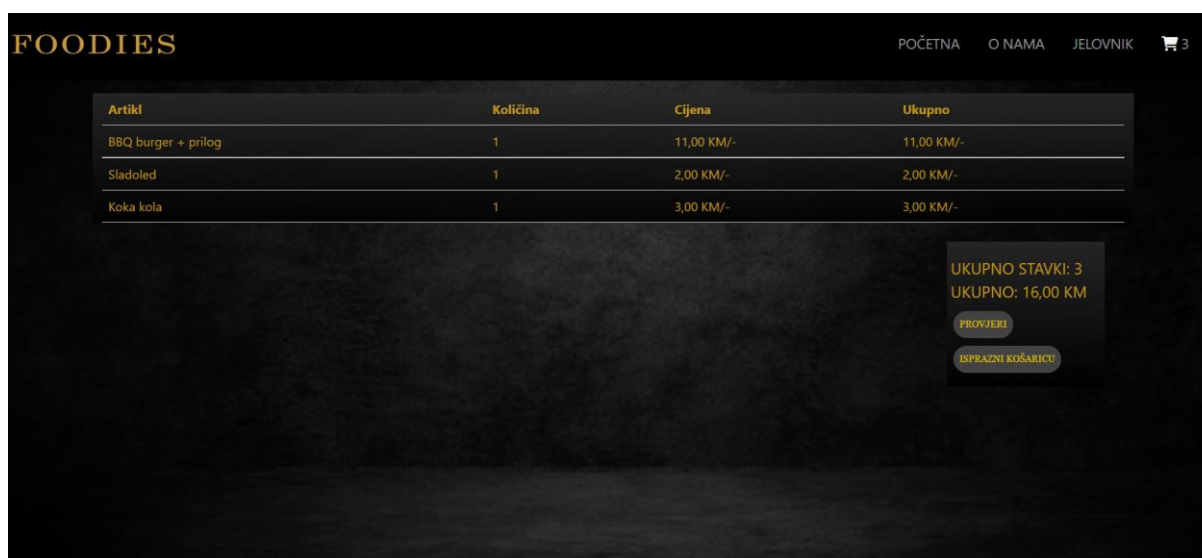 FOODIES POČETNA O NAMA JELOVNIK 3
Artikl Količina Cijena Ukupno
BBQ burger + prilog 1 11,00 KM/- 11,00 KM/-
Sladoled 1 2,00 KM/- 2,00 KM/-
Koka kola 1 3,00 KM/- 3,00 KM/-
UKUPNO STAVKI: 3
UKUPNO: 16,00 KM
PROVJERI
ISPRAZNI KOŠARICU